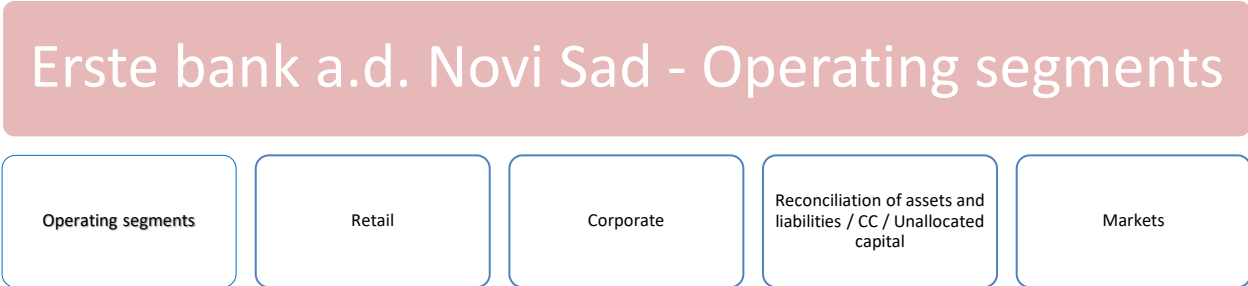 Erste bank a.d. Novi Sad - Operating segments
Operating segments
Retail
Corporate
Reconciliation of assets and
liabilities / CC / Unallocated
capital
Markets